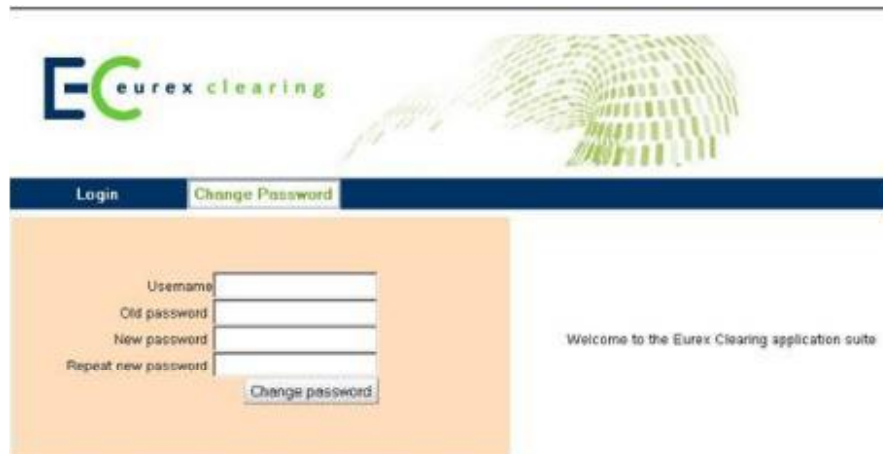 EC eurex clearing
Login Change Password
Username
Old password
New password
Repeat new password
Change password
Welcome to the Eurex Clearing application suite